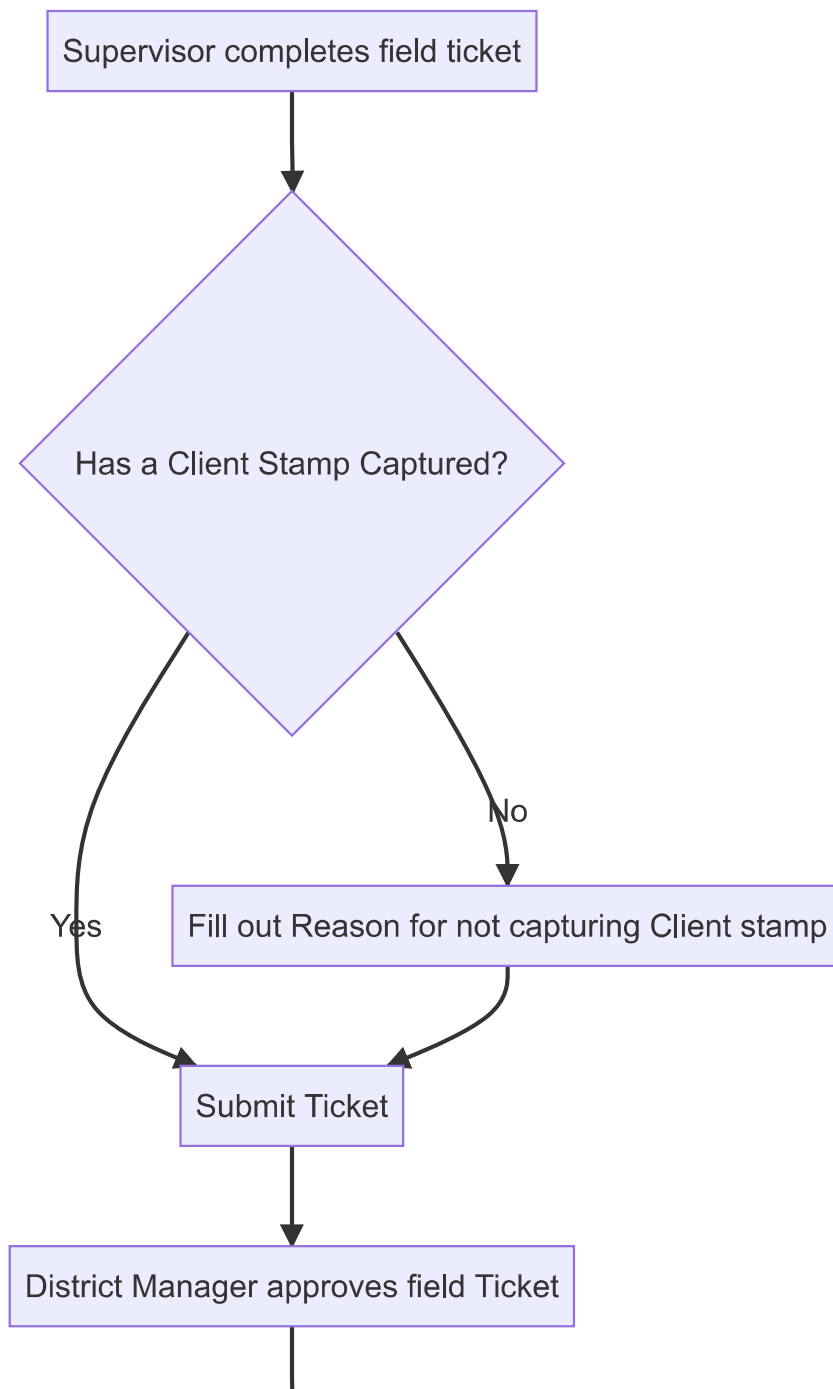 Supervisor completes field ticket
Has a Client Stamp Captured?
No
Yes
Fill out Reason for not capturing Client stamp
Submit Ticket
District Manager approves field Ticket